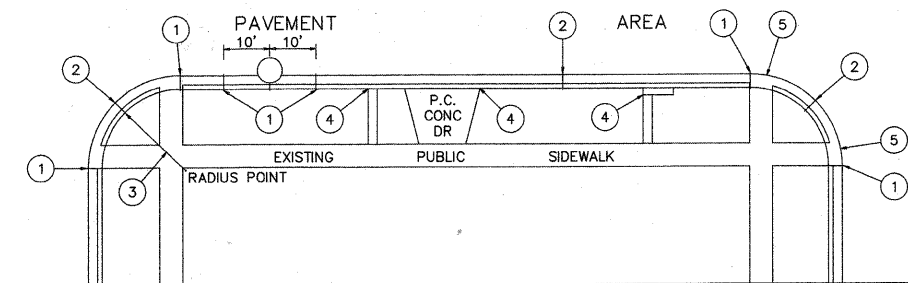 PAVEMENT AREA
10' 10'
1 2 1 5
2 2
1 4 P.C. 4 4
CONC
DR
5
EXISTING PUBLIC SIDEWALK
1 3 RADIUS POINT 1